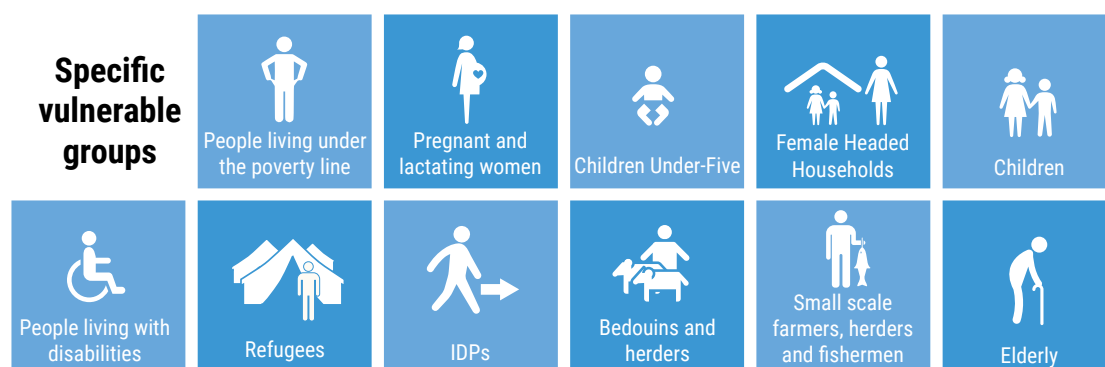 Specific
vulnerable
groups
People living under
the poverty line
Pregnant and
lactating women
Children Under-Five
Female Headed
Households
Children
People living with
disabilities
Refugees
IDPs
Bedouins and
herders
Small scale
farmers, herders
and fishermen
Elderly